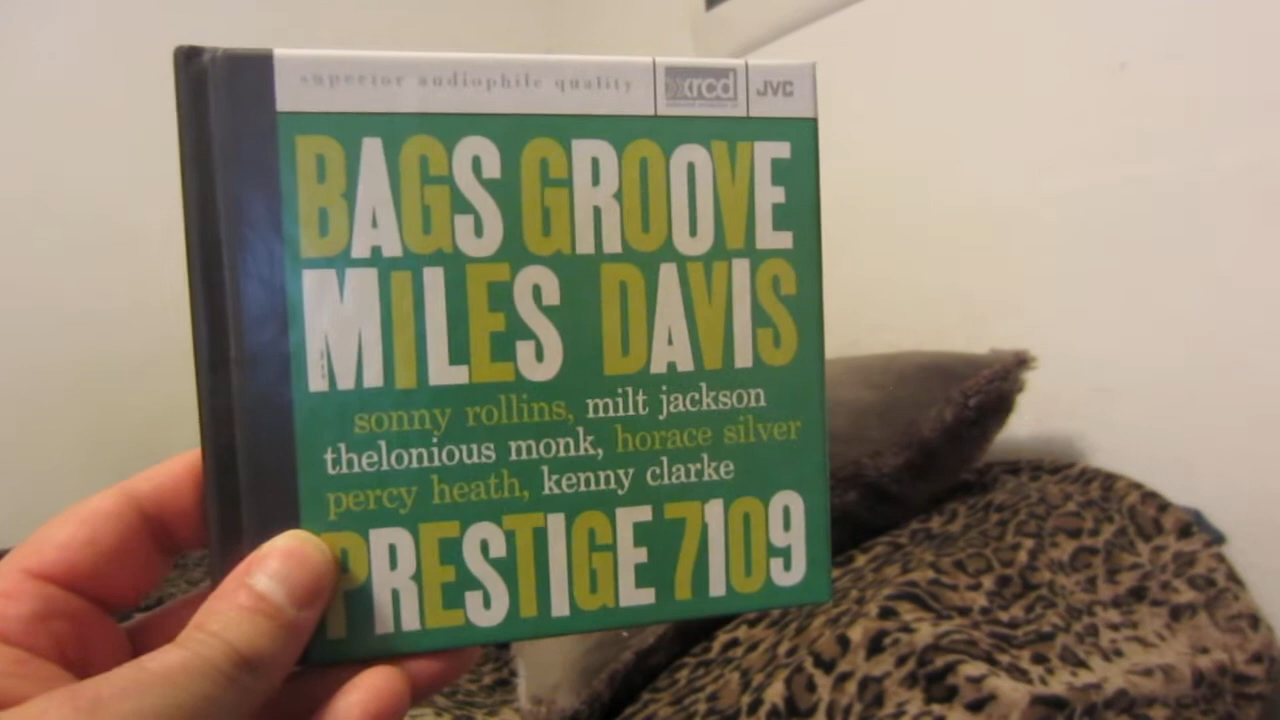 superior audiophile quality xrcd JVC
BAGS GROOVE
MILES DAVIS
sonny rollins, milt jackson
thelonious monk, horace silver
percy heath, kenny clarke
PRESTIGE 7109